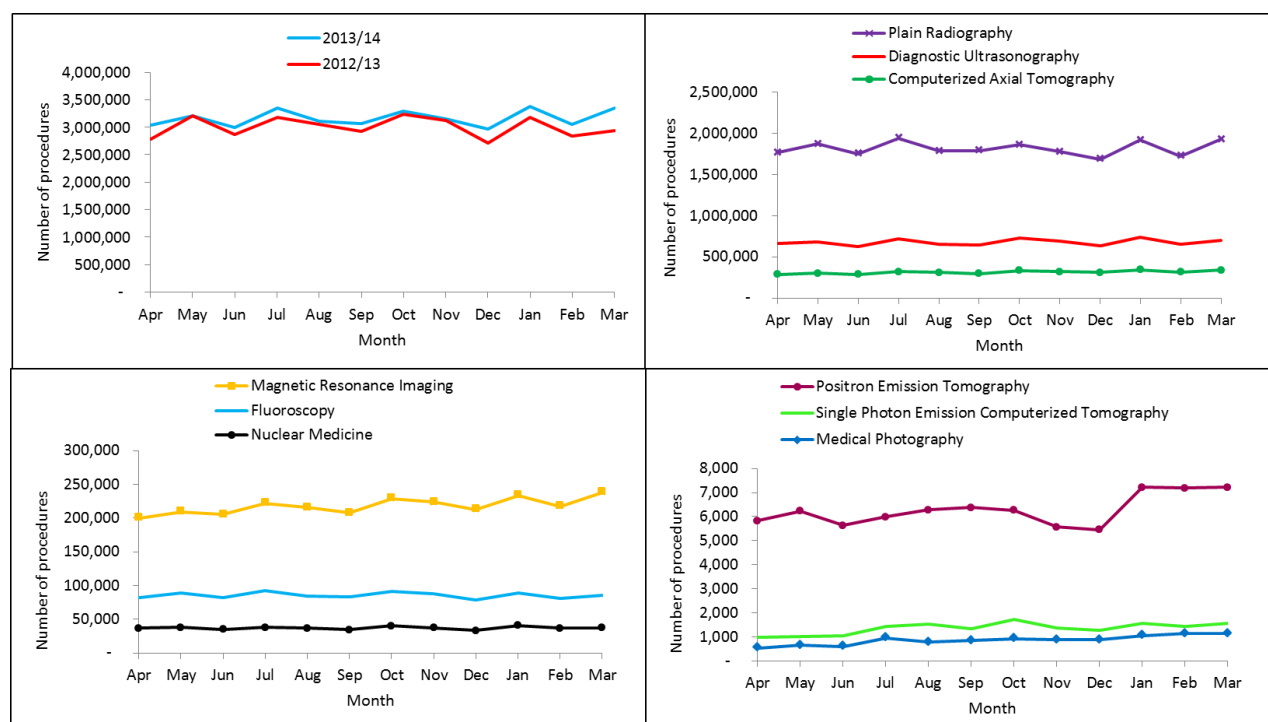 2013/14
2012/13
Number of procedures
4,000,000
3,500,000
3,000,000
2,500,000
2,000,000
1,500,000
1,000,000
500,000
-
Apr May Jun Jul Aug Sep Oct Nov Dec Jan Feb Mar
Month
Plain Radiography
Diagnostic Ultrasonography
Computerized Axial Tomography
Number of procedures
2,500,000
2,000,000
1,500,000
1,000,000
500,000
-
Apr May Jun Jul Aug Sep Oct Nov Dec Jan Feb Mar
Month
Magnetic Resonance Imaging
Fluoroscopy
Nuclear Medicine
Number of procedures
300,000
250,000
200,000
150,000
100,000
50,000
-
Apr May Jun Jul Aug Sep Oct Nov Dec Jan Feb Mar
Month
Positron Emission Tomography
Single Photon Emission Computerized Tomography
Medical Photography
Number of procedures
8,000
7,000
6,000
5,000
4,000
3,000
2,000
1,000
-
Apr May Jun Jul Aug Sep Oct Nov Dec Jan Feb Mar
Month